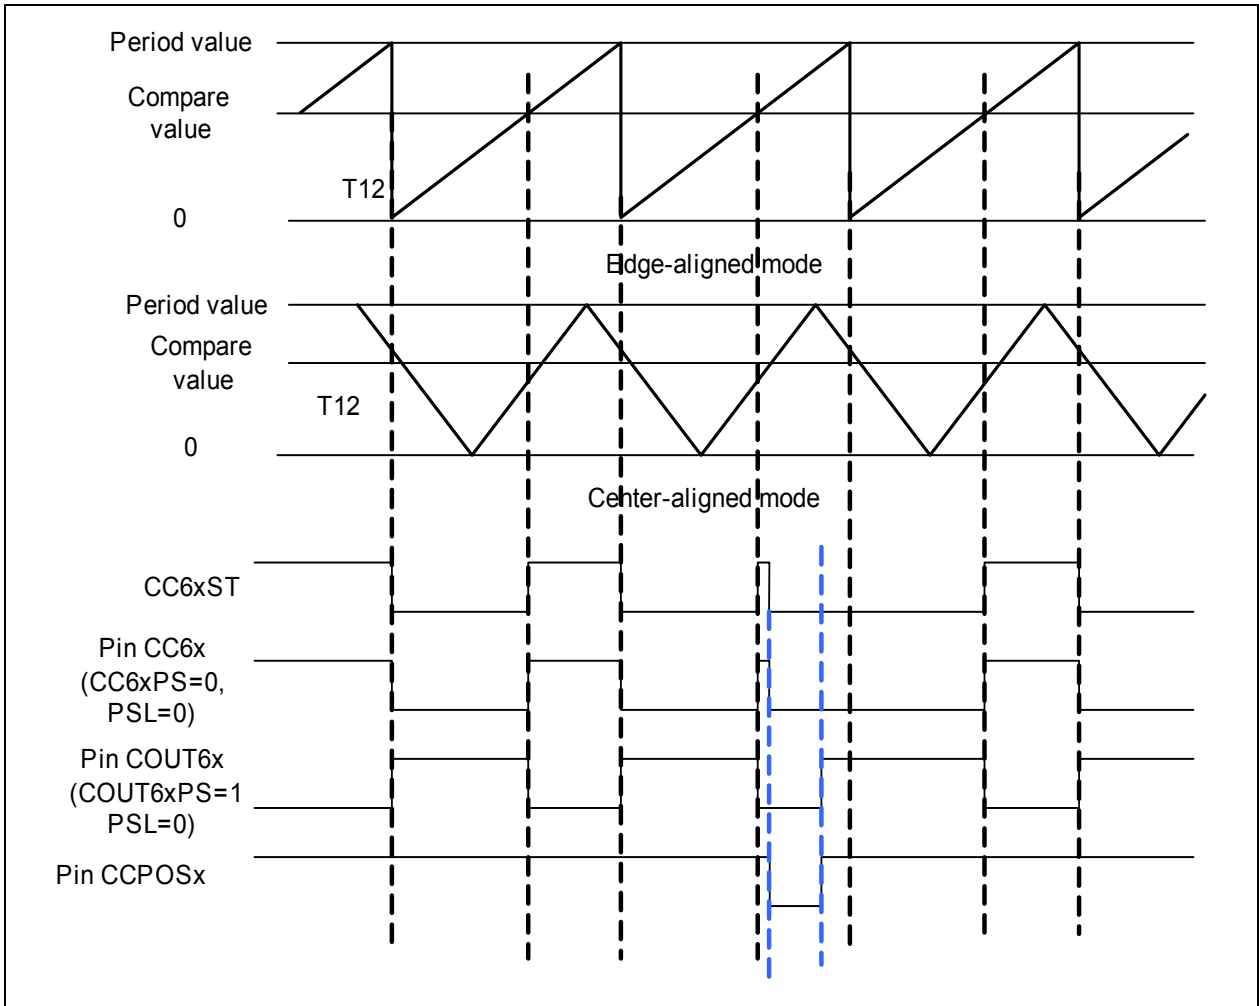 Period value
Compare
value
T12
0
Edge-aligned mode
Period value
Compare
value
T12
0
Center-aligned mode
CC6xST
Pin CC6x
(CC6xPS=0,
PSL=0)
Pin COUT6x
(COUT6xPS=1
PSL=0)
Pin CCPOSx